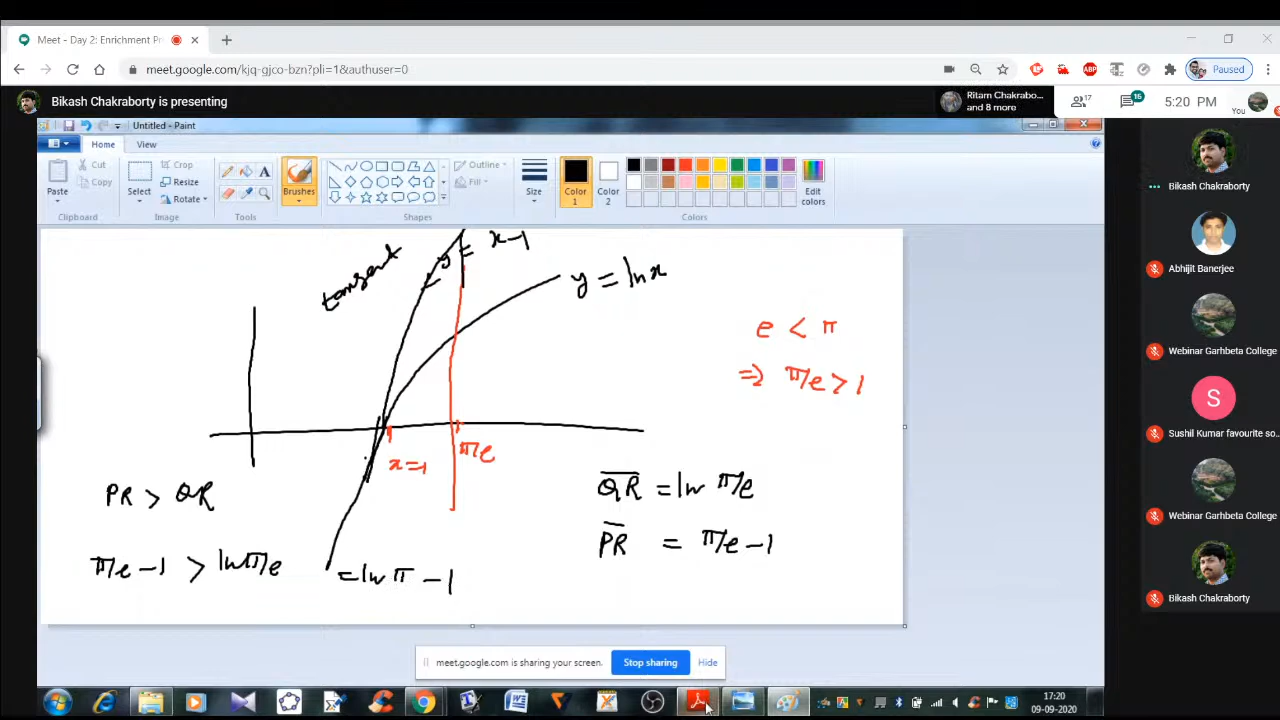 Meet - Day 2: Enrichment Pr
meet.google.com/kjq-gjco-bzn?pli=1&authuser=0
Paused
Bikash Chakraborty is presenting
Ritam Chakrabo...
and 8 more
17
15
5:20 PM
You
Untitled - Paint
Home
View
Paste
Cut
Copy
Clipboard
Select
Crop
Resize
Rotate
Image
Tools
Brushes
Shapes
Outline
Fill
Size
Color 1
Color 2
Colors
Edit colors
tangent
y = x-1
y = ln x
e < π
⇒ π/e > 1
x=1
π/e
PR > QR
QR = ln π/e
PR = π/e - 1
π/e - 1 > ln π/e
= ln π - 1
Bikash Chakraborty
Abhijit Banerjee
Webinar Garhbeta College
S
Sushil Kumar favourite so...
Webinar Garhbeta College
Bikash Chakraborty
meet.google.com is sharing your screen.
Stop sharing
Hide
17:20
09-09-2020